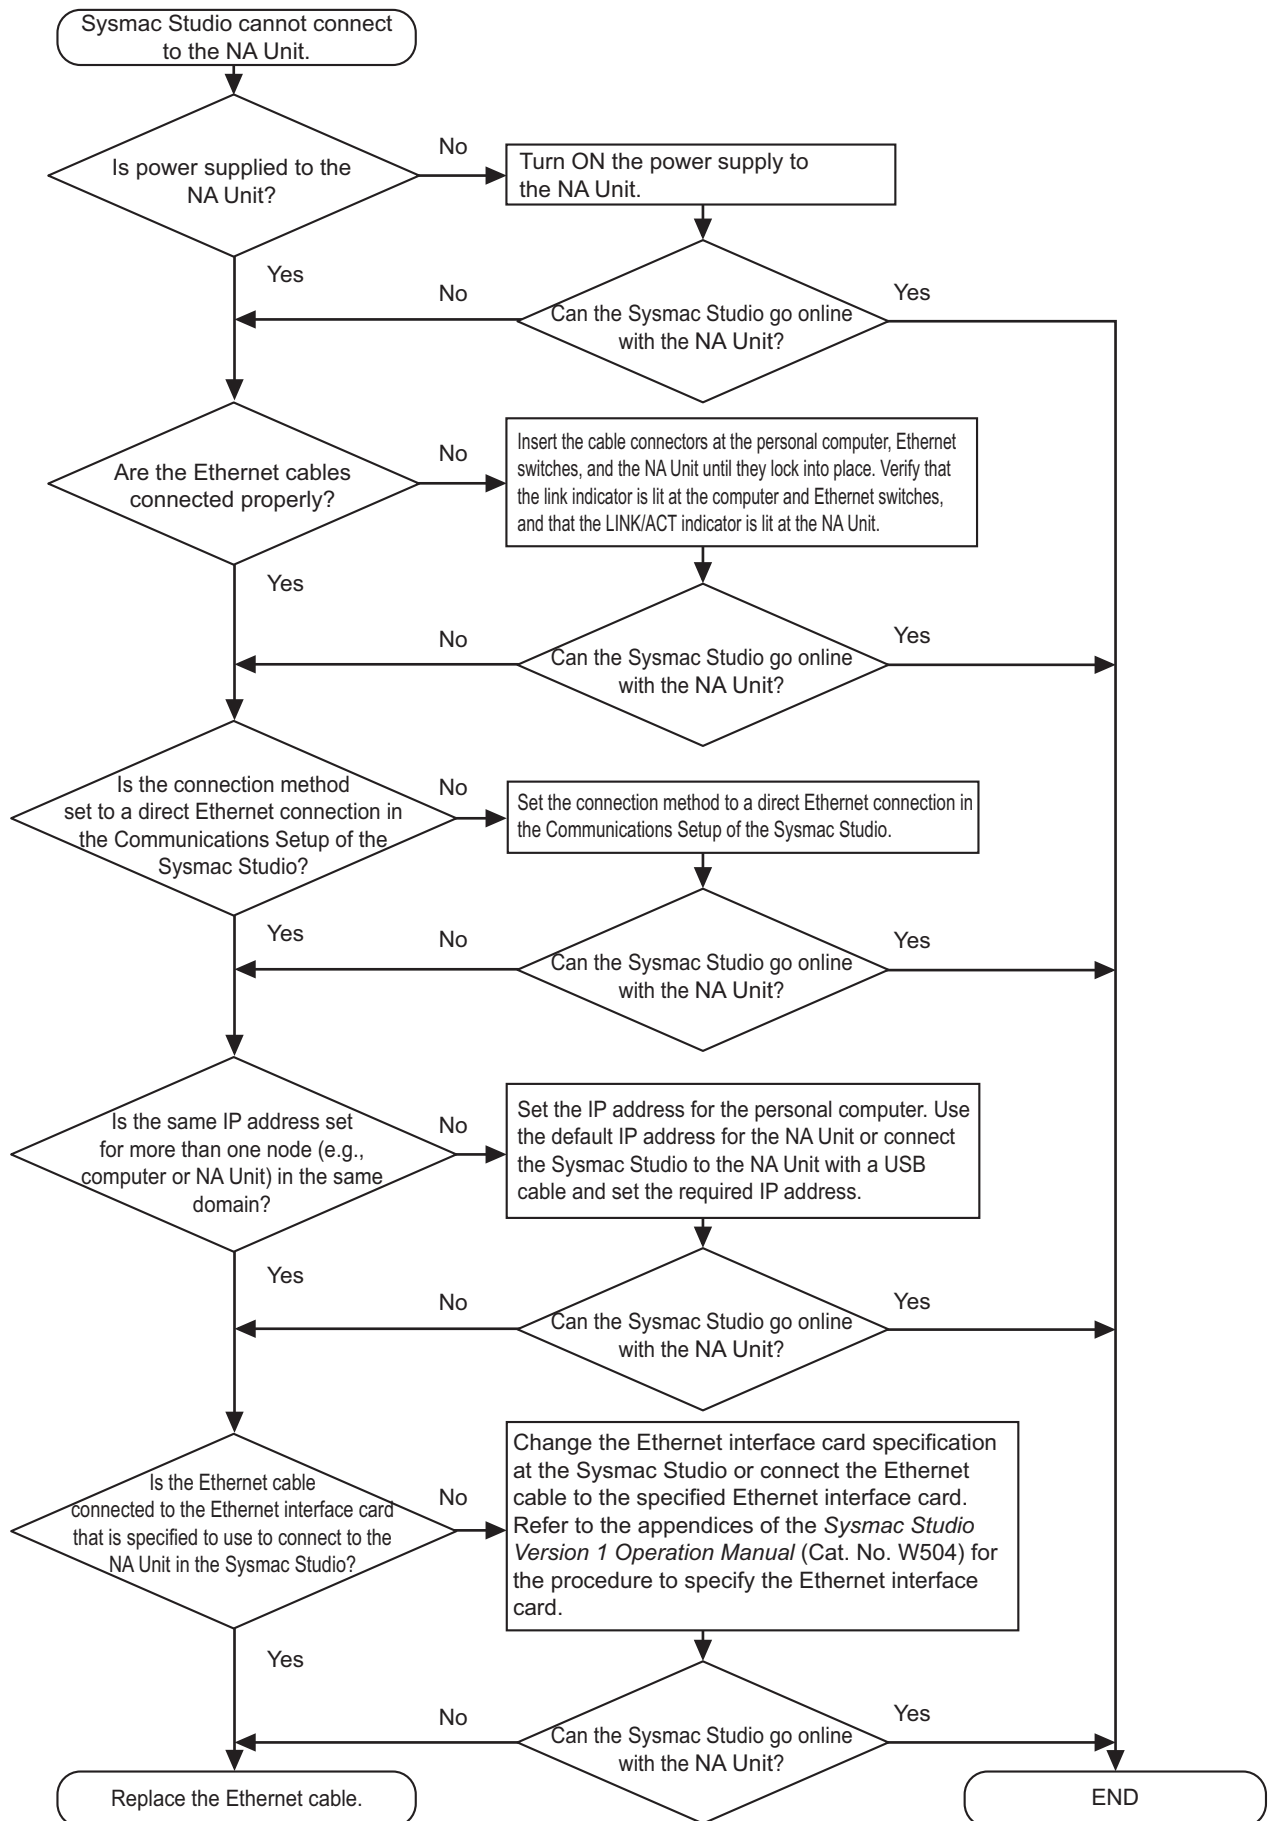 Sysmac Studio cannot connect
to the NA Unit.
Is power supplied to the
NA Unit?
No
Turn ON the power supply to
the NA Unit.
Yes
No
Can the Sysmac Studio go online
with the NA Unit?
Yes
Are the Ethernet cables
connected properly?
No
Insert the cable connectors at the personal computer, Ethernet
switches, and the NA Unit until they lock into place. Verify that
the link indicator is lit at the computer and Ethernet switches,
and that the LINK/ACT indicator is lit at the NA Unit.
Yes
No
Can the Sysmac Studio go online
with the NA Unit?
Yes
Is the connection method
set to a direct Ethernet connection in
the Communications Setup of the
Sysmac Studio?
No
Set the connection method to a direct Ethernet connection in
the Communications Setup of the Sysmac Studio.
Yes
No
Can the Sysmac Studio go online
with the NA Unit?
Yes
Is the same IP address set
for more than one node (e.g.,
computer or NA Unit) in the same
domain?
No
Set the IP address for the personal computer. Use
the default IP address for the NA Unit or connect
the Sysmac Studio to the NA Unit with a USB
cable and set the required IP address.
Yes
No
Can the Sysmac Studio go online
with the NA Unit?
Yes
Is the Ethernet cable
connected to the Ethernet interface card
that is specified to use to connect to the
NA Unit in the Sysmac Studio?
No
Change the Ethernet interface card specification
at the Sysmac Studio or connect the Ethernet
cable to the specified Ethernet interface card.
Refer to the appendices of the Sysmac Studio
Version 1 Operation Manual (Cat. No. W504) for
the procedure to specify the Ethernet interface
card.
Yes
No
Can the Sysmac Studio go online
with the NA Unit?
Yes
Replace the Ethernet cable.
END